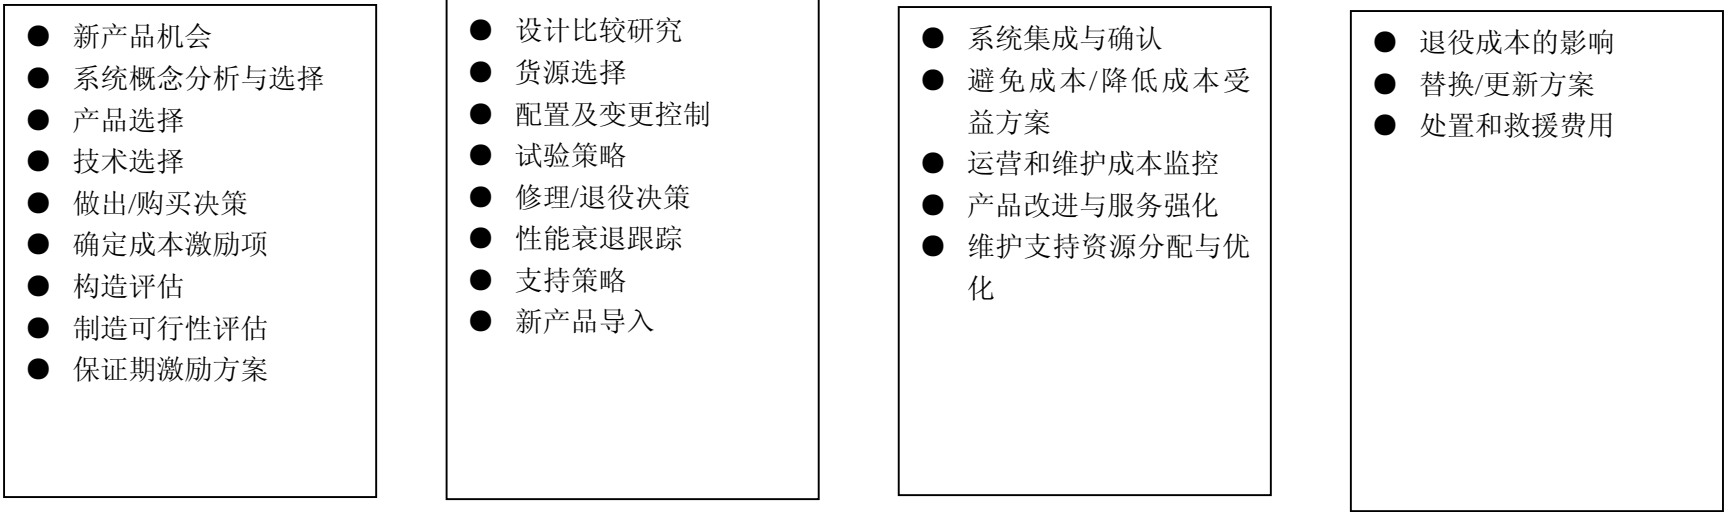 ● 新产品机会
● 系统概念分析与选择
● 产品选择
● 技术选择
● 做出/购买决策
● 确定成本激励项
● 构造评估
● 制造可行性评估
● 保证期激励方案
● 设计比较研究
● 货源选择
● 配置及变更控制
● 试验策略
● 修理/退役决策
● 性能衰退跟踪
● 支持策略
● 新产品导入
● 系统集成与确认
● 避免成本/降低成本受
益方案
● 运营和维护成本监控
● 产品改进与服务强化
● 维护支持资源分配与优
化
● 退役成本的影响
● 替换/更新方案
● 处置和救援费用